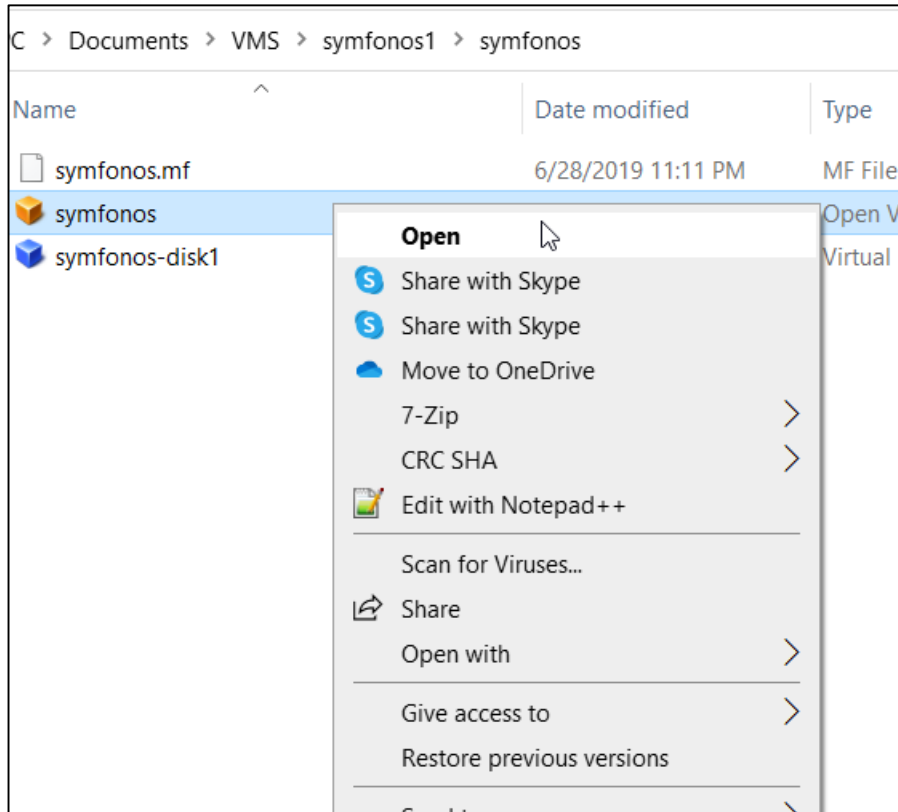 C > Documents > VMS > symfonos1 > symfonos
Name Date modified Type
symfonos.mf 6/28/2019 11:11 PM MF File
symfonos Open V
symfonos-disk1 Virtual
Open
Share with Skype
Share with Skype
Move to OneDrive
7-Zip
CRC SHA
Edit with Notepad++
Scan for Viruses...
Share
Open with
Give access to
Restore previous versions